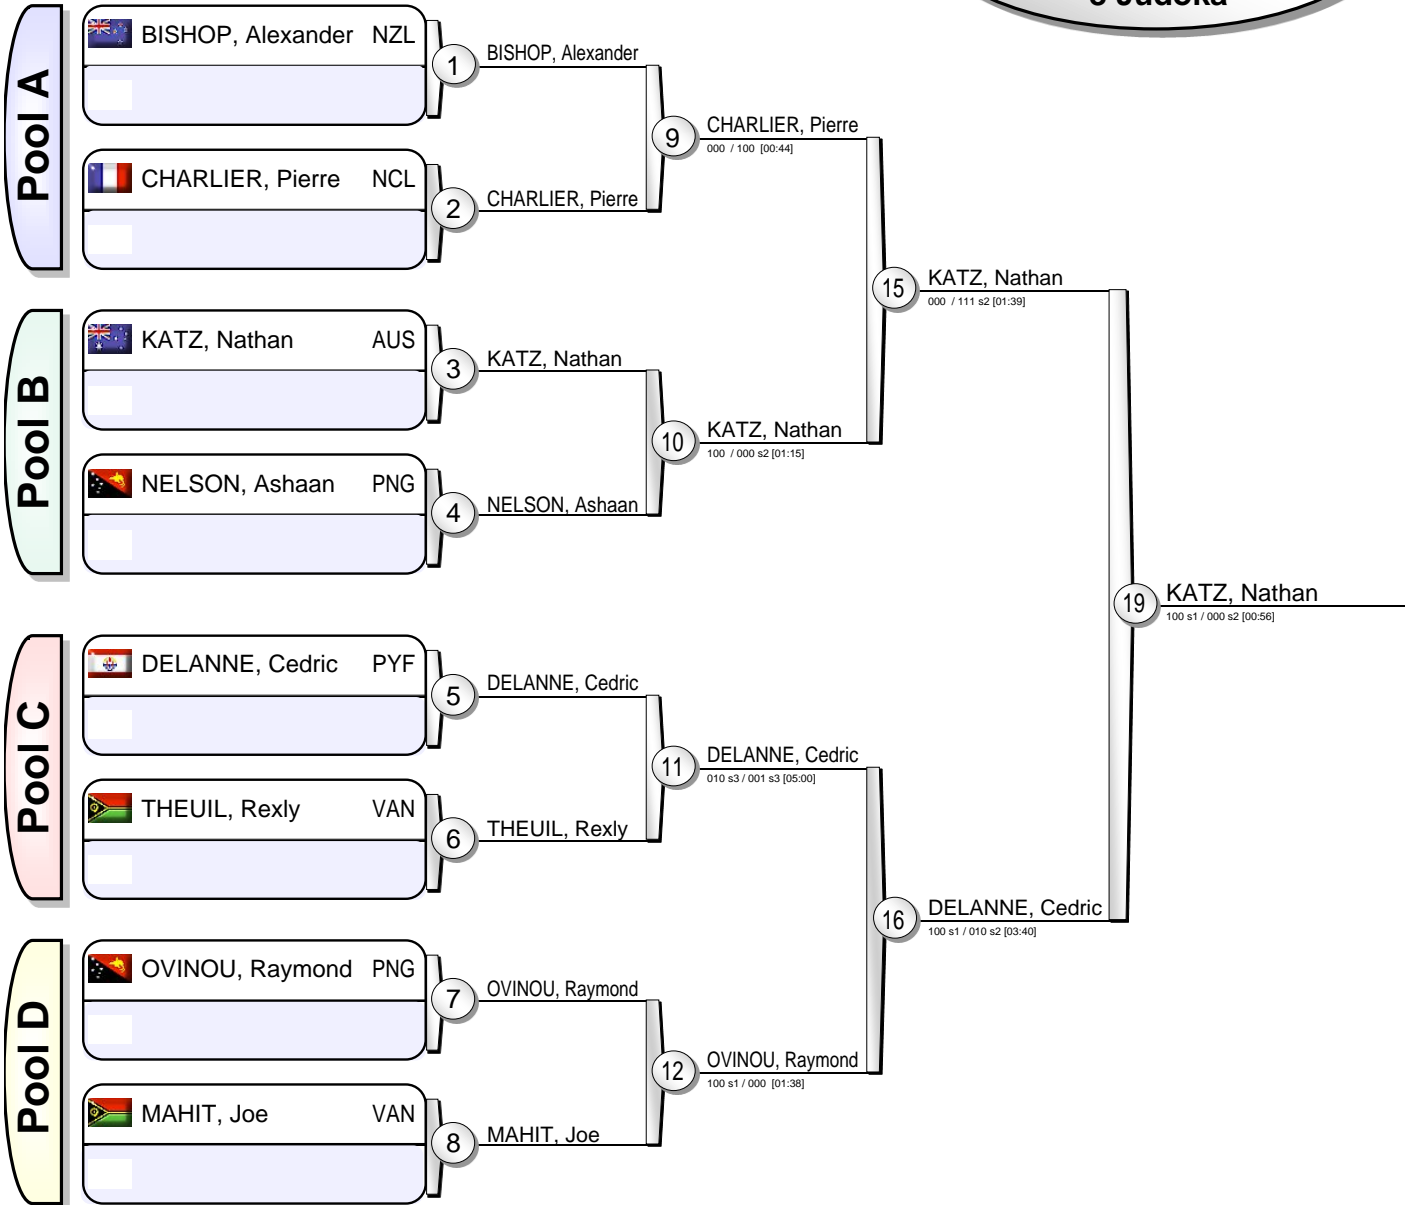 8 Judoka
Pool A
BISHOP, Alexander NZL
1
BISHOP, Alexander
CHARLIER, Pierre NCL
2
CHARLIER, Pierre
9
CHARLIER, Pierre
000 / 100 [00:44]
Pool B
KATZ, Nathan AUS
3
KATZ, Nathan
NELSON, Ashaan PNG
4
NELSON, Ashaan
10
KATZ, Nathan
100 / 000 s2 [01:15]
15
KATZ, Nathan
000 / 111 s2 [01:39]
Pool C
DELANNE, Cedric PYF
5
DELANNE, Cedric
THEUIL, Rexly VAN
6
THEUIL, Rexly
11
DELANNE, Cedric
010 s3 / 001 s3 [05:00]
Pool D
OVINOU, Raymond PNG
7
OVINOU, Raymond
MAHIT, Joe VAN
8
MAHIT, Joe
12
OVINOU, Raymond
100 s1 / 000 [01:38]
16
DELANNE, Cedric
100 s1 / 010 s2 [03:40]
19
KATZ, Nathan
100 s1 / 000 s2 [00:56]